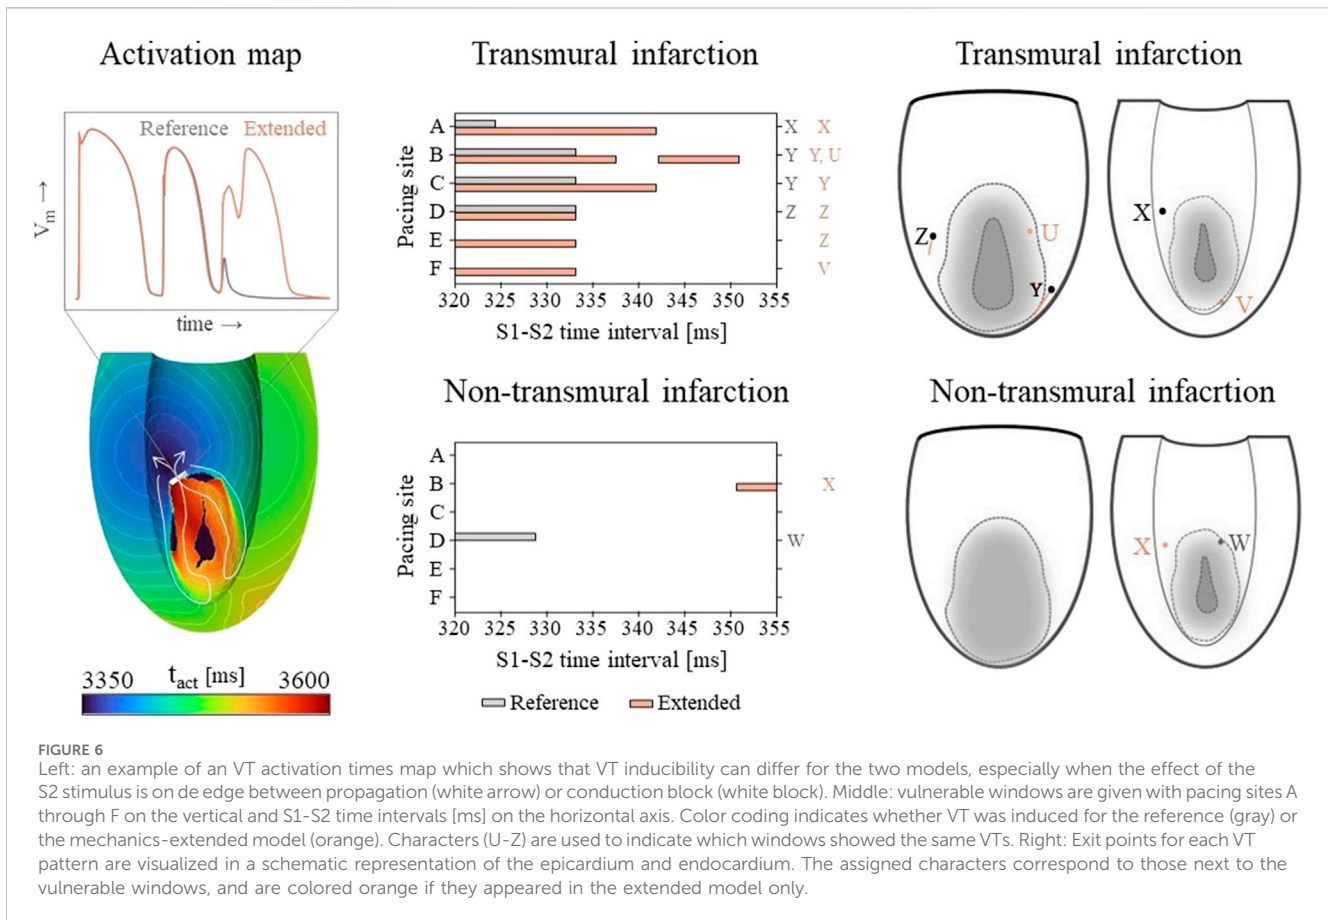 Activation map
Reference
Extended
Vm →
time →
3350
tact [ms]
3600
Transmural infarction
Pacing site
A
X
X
B
Y
Y, U
C
Y
Y
D
Z
Z
E
Z
F
V
320 325 330 335 340 345 350 355
S1-S2 time interval [ms]
Non-transmural infarction
Pacing site
A
B
X
C
D
W
E
F
320 325 330 335 340 345 350 355
S1-S2 time interval [ms]
Reference
Extended
Transmural infarction
Z
U
Y
X
V
Non-transmural infacrtion
X
W
FIGURE 6
Left: an example of an VT activation times map which shows that VT inducibility can differ for the two models, especially when the effect of the
S2 stimulus is on de edge between propagation (white arrow) or conduction block (white block). Middle: vulnerable windows are given with pacing sites A
through F on the vertical and S1-S2 time intervals [ms] on the horizontal axis. Color coding indicates whether VT was induced for the reference (gray) or
the mechanics-extended model (orange). Characters (U-Z) are used to indicate which windows showed the same VTs. Right: Exit points for each VT
pattern are visualized in a schematic representation of the epicardium and endocardium. The assigned characters correspond to those next to the
vulnerable windows, and are colored orange if they appeared in the extended model only.